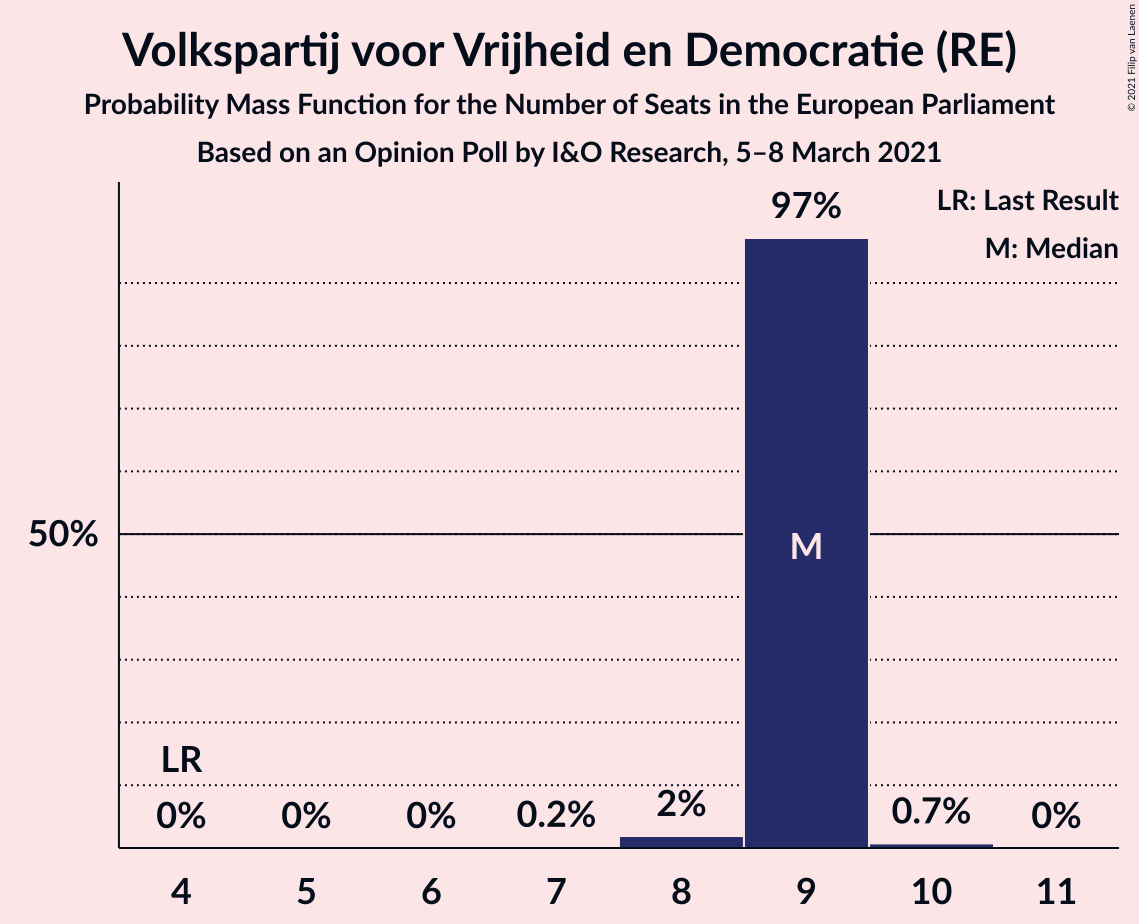 Volkspartij voor Vrijheid en Democratie (RE)
Probability Mass Function for the Number of Seats in the European Parliament
Based on an Opinion Poll by I&O Research, 5–8 March 2021
© 2021 Filip van Laenen
LR: Last Result
M: Median
97%
50%
M
LR
0%
0%
0%
0.2%
2%
0.7%
0%
4
5
6
7
8
9
10
11